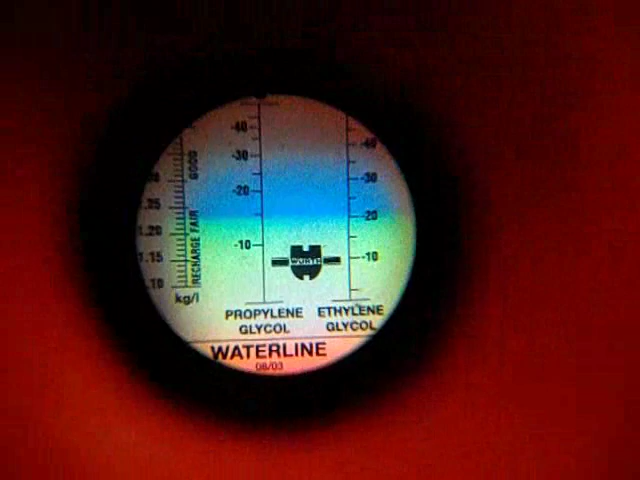 -40
-30
-20
-10
-40
-30
-20
-10
GOOD
FAIR
RECHARGE
1.25
1.20
1.15
1.10
kg/l
WÜRTH
PROPYLENE
GLYCOL
ETHYLENE
GLYCOL
WATERLINE
08/03